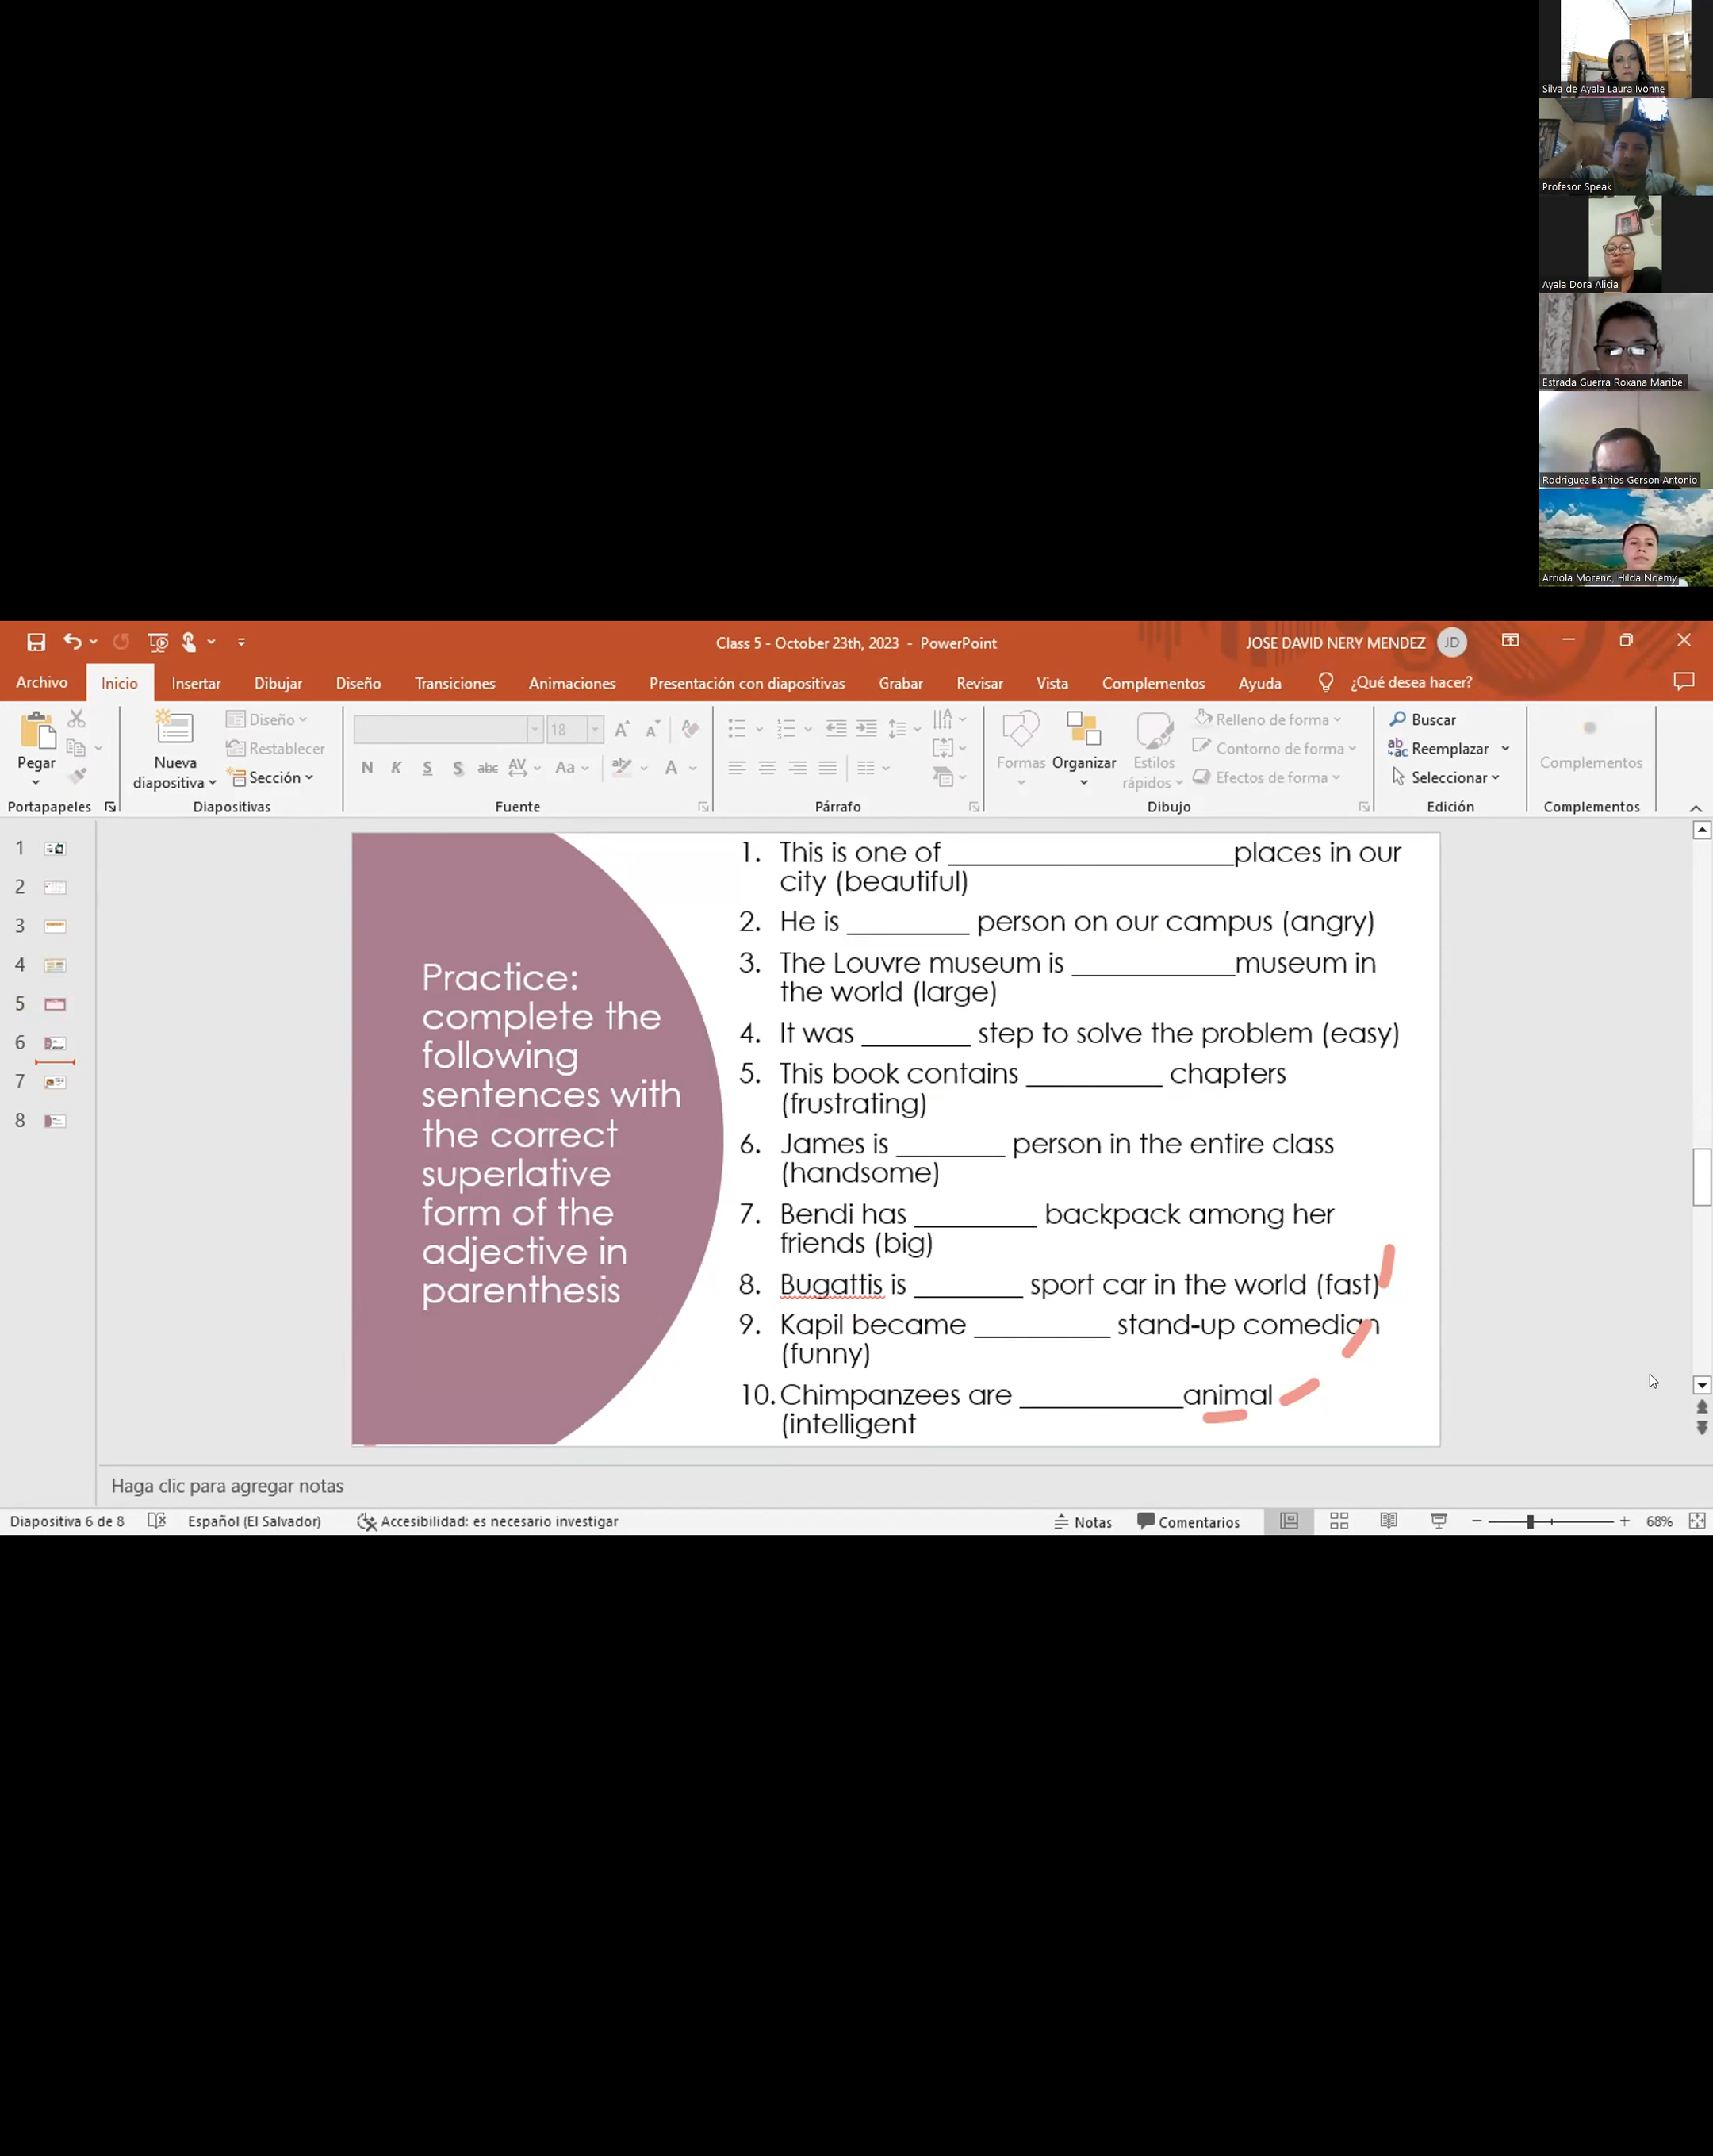 Silva de Ayala Laura Ivonne
Profesor Speak
Ayala Dora Alicia
Estrada Guerra Roxana Maribel
Rodriguez Barrios Gerson Antonio
Arriola Moreno, Hilda Noemy
Class 5 - October 23th, 2023 - PowerPoint
JOSE DAVID NERY MENDEZ JD
Archivo Inicio Insertar Dibujar Diseño Transiciones Animaciones Presentación con diapositivas Grabar Revisar Vista Complementos Ayuda ¿Qué desea hacer?
Pegar
Portapapeles
Nueva
diapositiva
Diseño
Restablecer
Sección
Diapositivas
18
N K S S abc AV Aa A
Fuente
Párrafo
Formas
Organizar
Estilos
rápidos
Relleno de forma
Contorno de forma
Efectos de forma
Dibujo
Buscar
Reemplazar
Seleccionar
Edición
Complementos
Complementos
1
2
3
4
5
6
7
8
Practice:
complete the
following
sentences with
the correct
superlative
form of the
adjective in
parenthesis
1. This is one of ____________________places in our
city (beautiful)
2. He is _________ person on our campus (angry)
3. The Louvre museum is ____________museum in
the world (large)
4. It was ________ step to solve the problem (easy)
5. This book contains __________ chapters
(frustrating)
6. James is ________ person in the entire class
(handsome)
7. Bendi has _________ backpack among her
friends (big)
8. Bugattis is ________ sport car in the world (fast)
9. Kapil became __________ stand-up comedian
(funny)
10. Chimpanzees are ____________animal
(intelligent
Haga clic para agregar notas
Diapositiva 6 de 8 Español (El Salvador) Accesibilidad: es necesario investigar Notas Comentarios 68%